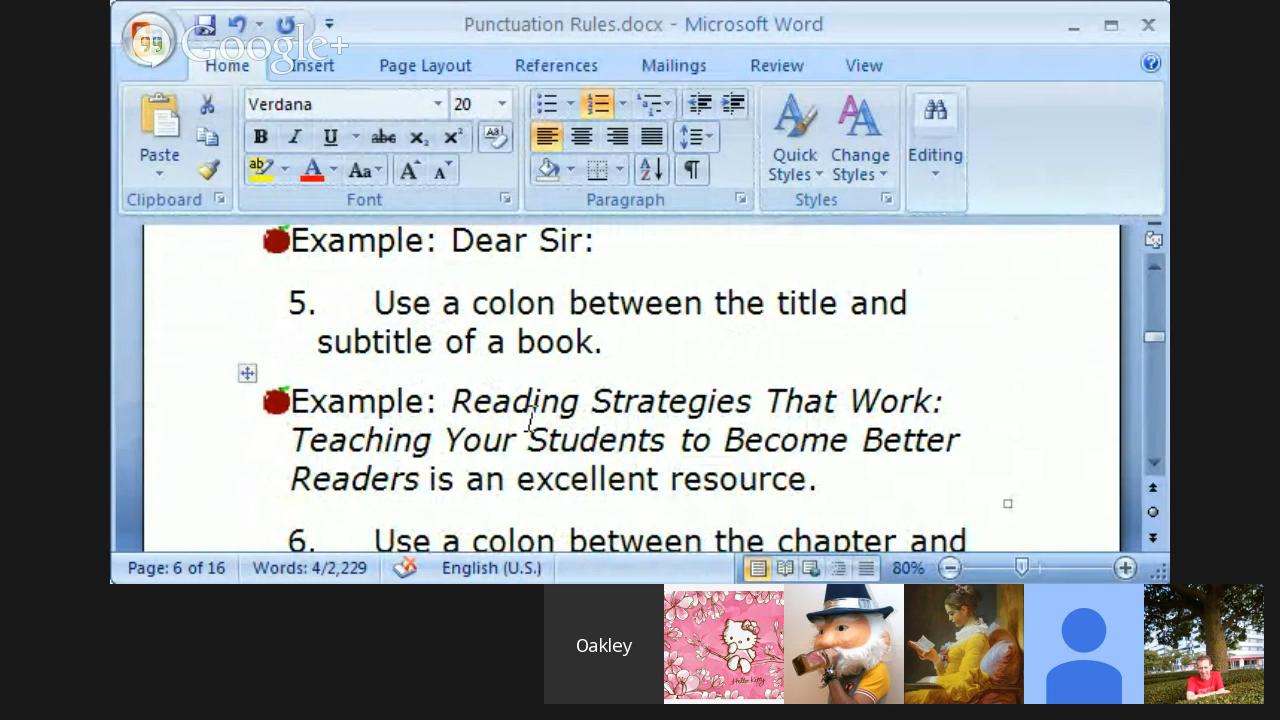 Punctuation Rules.docx - Microsoft Word
Google+
Home Insert Page Layout References Mailings Review View
Verdana 20
Paste
Quick Styles
Change Styles
Editing
Clipboard Font Paragraph Styles
Example: Dear Sir:
5. Use a colon between the title and
subtitle of a book.
Example: Reading Strategies That Work:
Teaching Your Students to Become Better
Readers is an excellent resource.
6. Use a colon between the chapter and
Page: 6 of 16 Words: 4/2,229 English (U.S.) 80%
Oakley
Hello Kitty